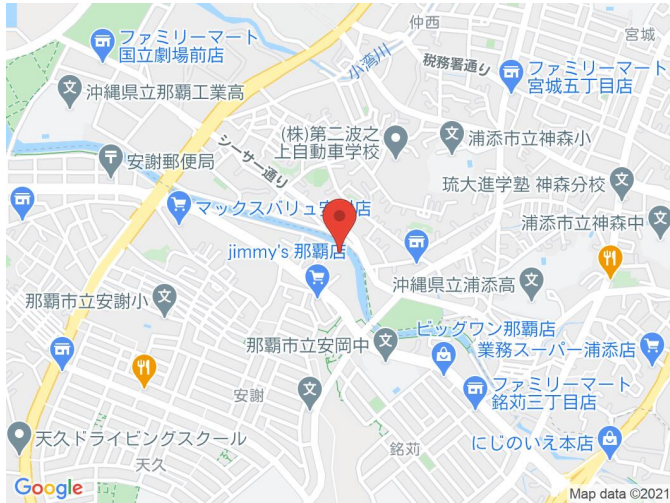 ファミリーマート
国立劇場前店
仲西
宮城
小湾川
税務署通り
ファミリーマート
宮城五丁目店
沖縄県立那覇工業高
(株)第二波之
上自動車学校
浦添市立神森小
安謝郵便局
シーサー通り
琉大進学塾 神森分校
マックスバリュ安謝店
浦添市立神森中
jimmy's 那覇店
沖縄県立浦添高
那覇市立安謝小
ビッグワン那覇店
那覇市立安岡中
業務スーパー浦添店
ファミリーマート
銘苅三丁目店
安謝
天久ドライビングスクール
銘苅
にじのいえ本店
天久
Google
Map data ©2021